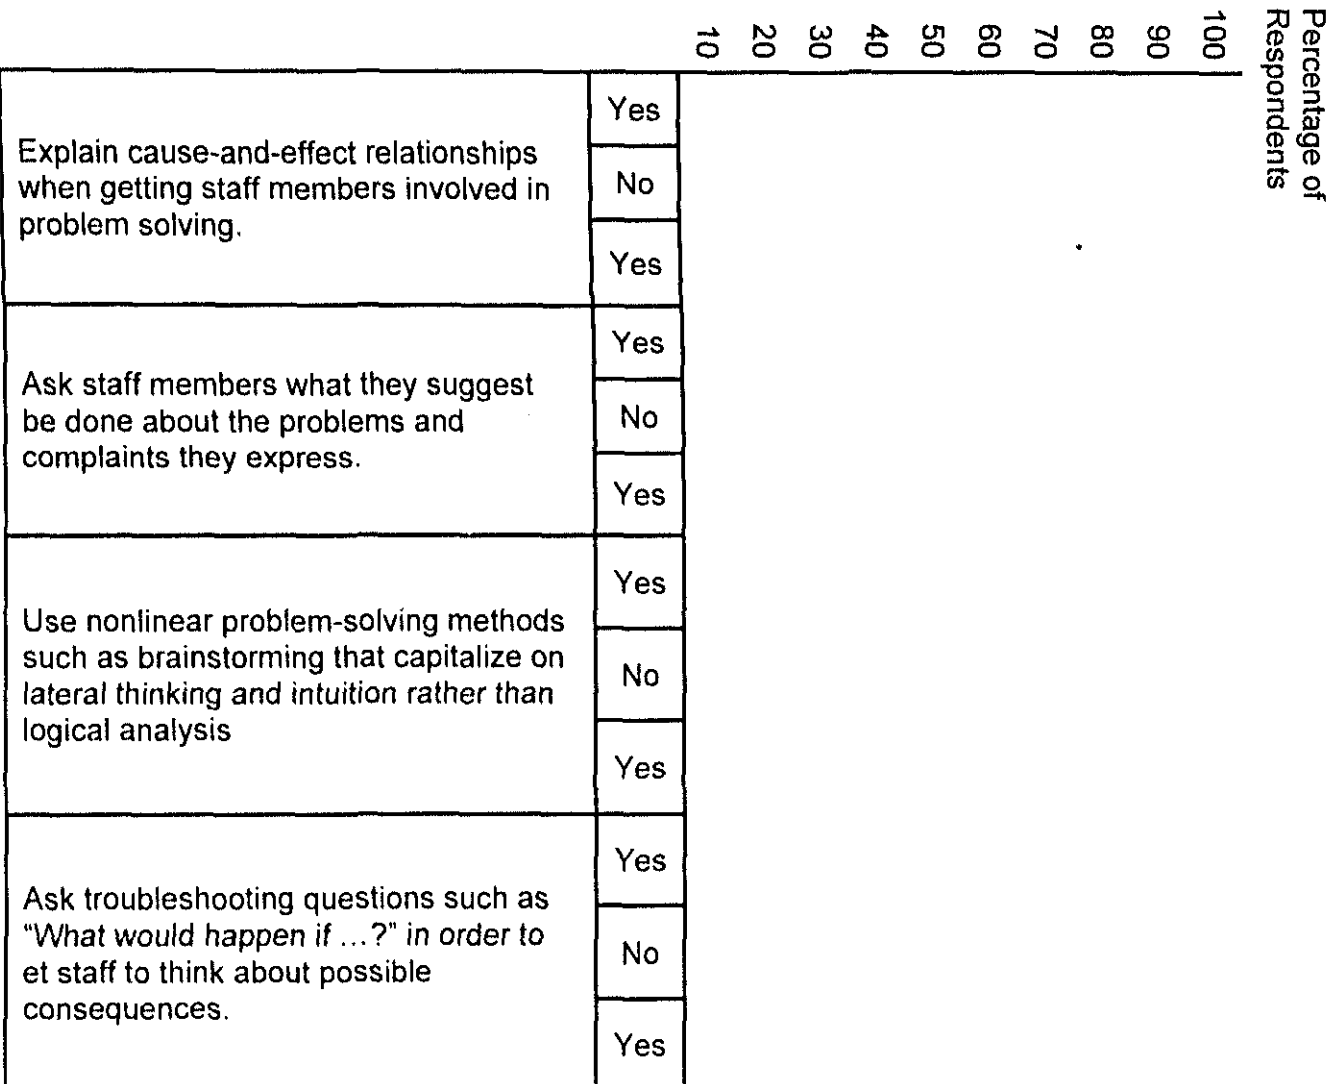 Percentage of
Respondents
100
90
80
70
60
50
40
30
20
10
Explain cause-and-effect relationships
when getting staff members involved in
problem solving.
Yes
No
Yes
Ask staff members what they suggest
be done about the problems and
complaints they express.
Yes
No
Yes
Use nonlinear problem-solving methods
such as brainstorming that capitalize on
lateral thinking and intuition rather than
logical analysis
Yes
No
Yes
Ask troubleshooting questions such as
“What would happen if ...?” in order to
et staff to think about possible
consequences.
Yes
No
Yes